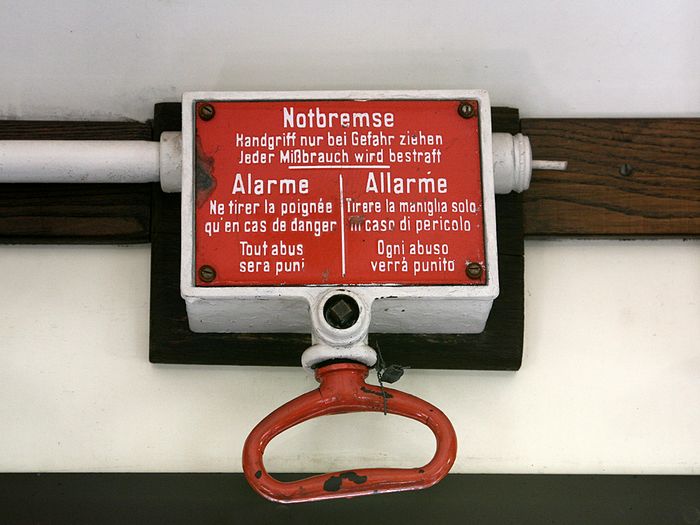 Notbremse
Handgriff nur bei Gefahr ziehen
Jeder Mißbrauch wird bestraft
Alarme
Ne tirer la poignée
qu'en cas de danger
Tout abus
sera puni
Allarme
Tirere la maniglia solo
in caso di pericolo
Ogni abuso
verrà punito